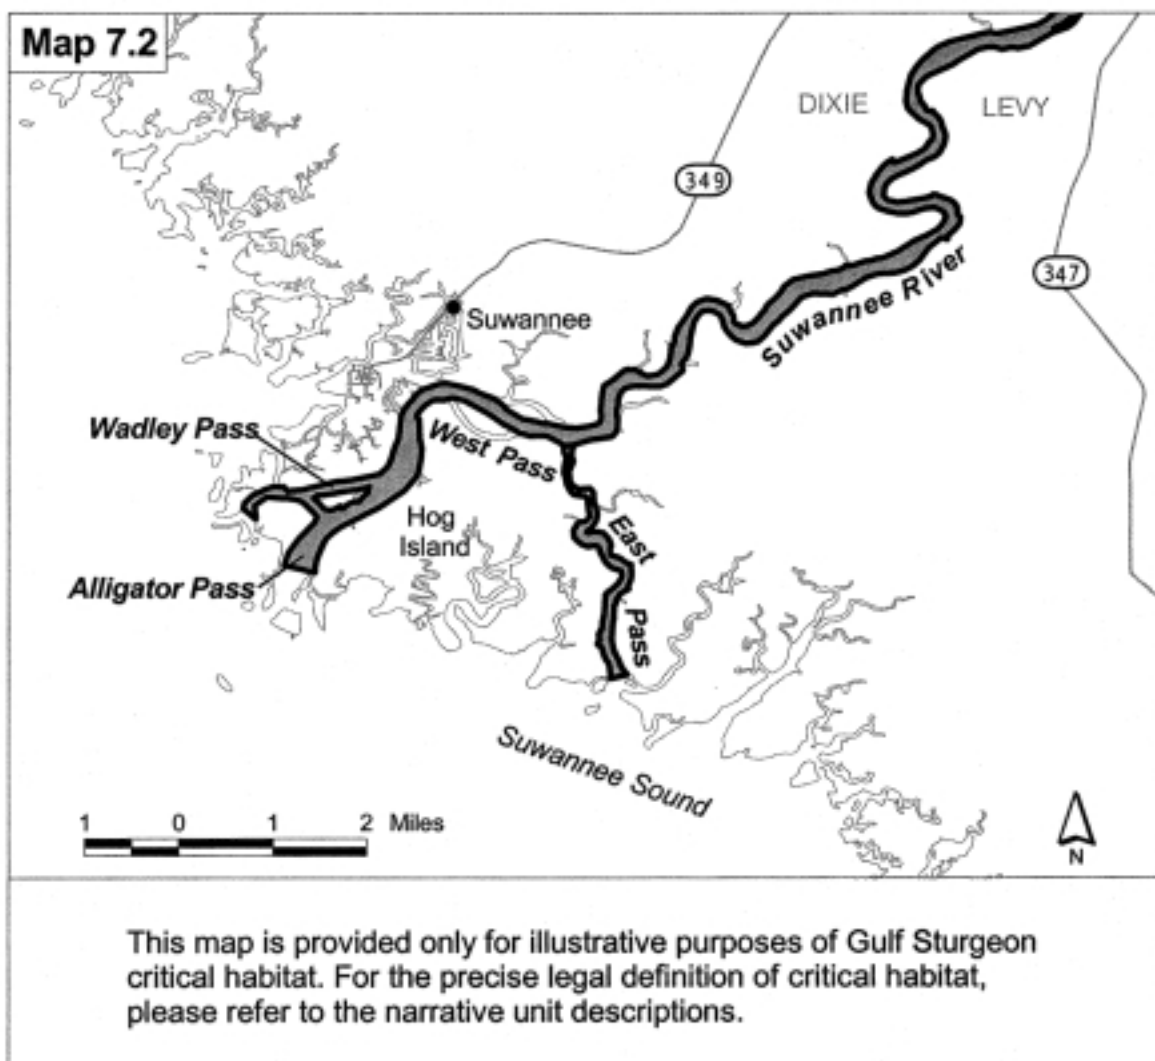 Map 7.2
DIXIE
LEVY
349
347
Suwannee River
Suwannee
Wadley Pass
West Pass
Hog
Island
East
Pass
Alligator Pass
Suwannee Sound
1 0 1 2 Miles
N
This map is provided only for illustrative purposes of Gulf Sturgeon
critical habitat. For the precise legal definition of critical habitat,
please refer to the narrative unit descriptions.